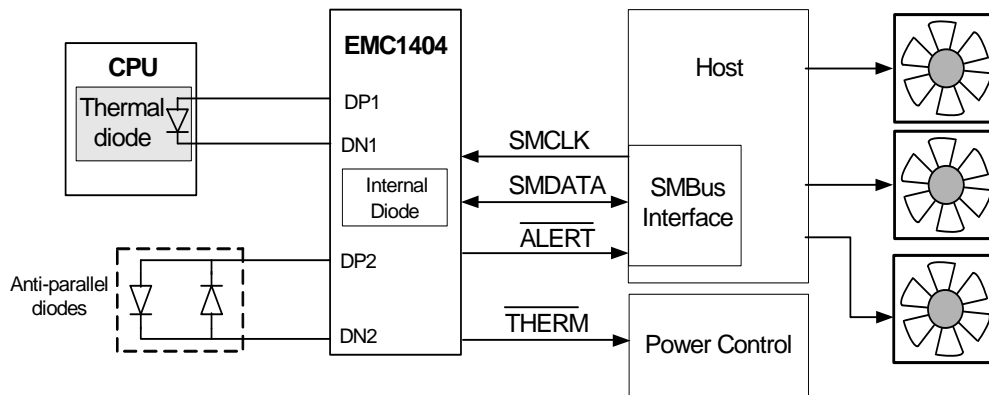 EMC1404
CPU
Thermal
diode
DP1
DN1
Internal
Diode
DP2
DN2
Anti-parallel
diodes
SMCLK
SMDATA
ALERT
THERM
Host
SMBus
Interface
Power Control